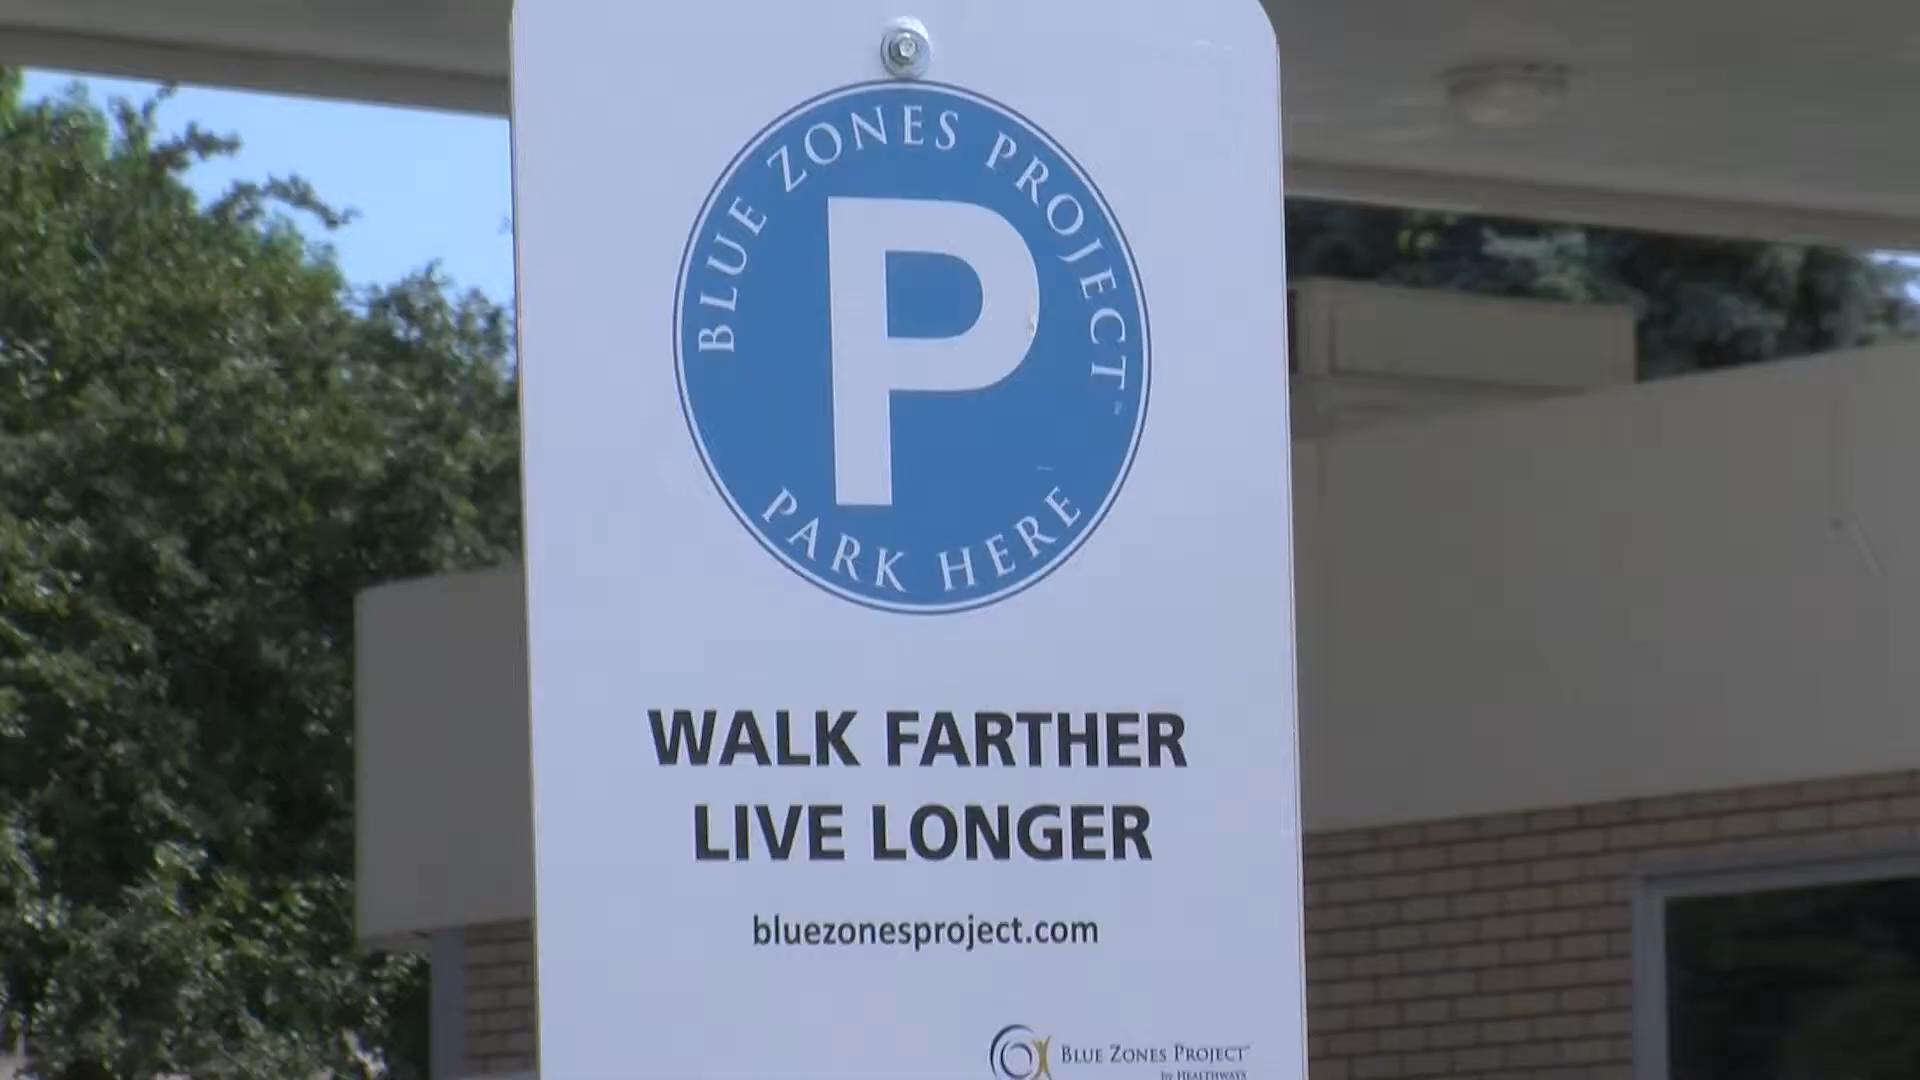 BLUE ZONES PROJECT
P
PARK HERE
WALK FARTHER
LIVE LONGER
bluezonesproject.com
BLUE ZONES PROJECT
by HEALTHWAYS